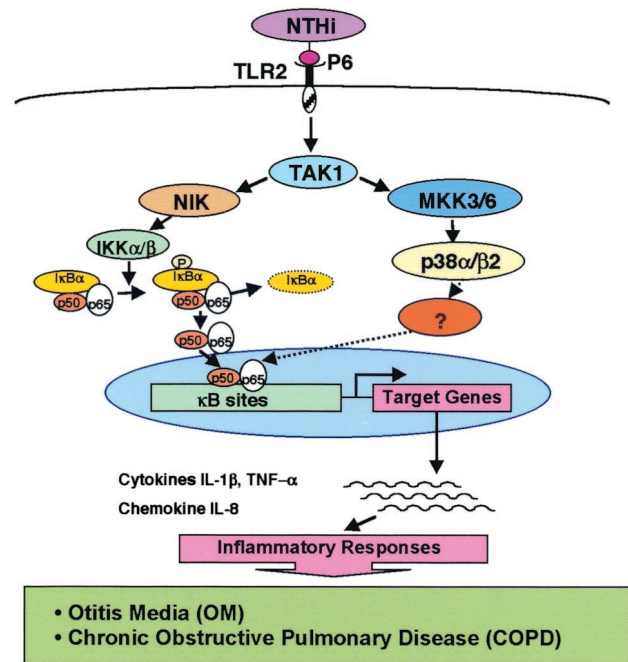 NTHi
P6
TLR2
TAK1
NIK
MKK3/6
IKKα/β
p38α/β2
P
IκBα
IκBα
IκBα
p50
p65
p50
p65
?
p50
p65
p50
p65
κB sites
Target Genes
Cytokines IL-1β, TNF-α
Chemokine IL-8
Inflammatory Responses
• Otitis Media (OM)
• Chronic Obstructive Pulmonary Disease (COPD)